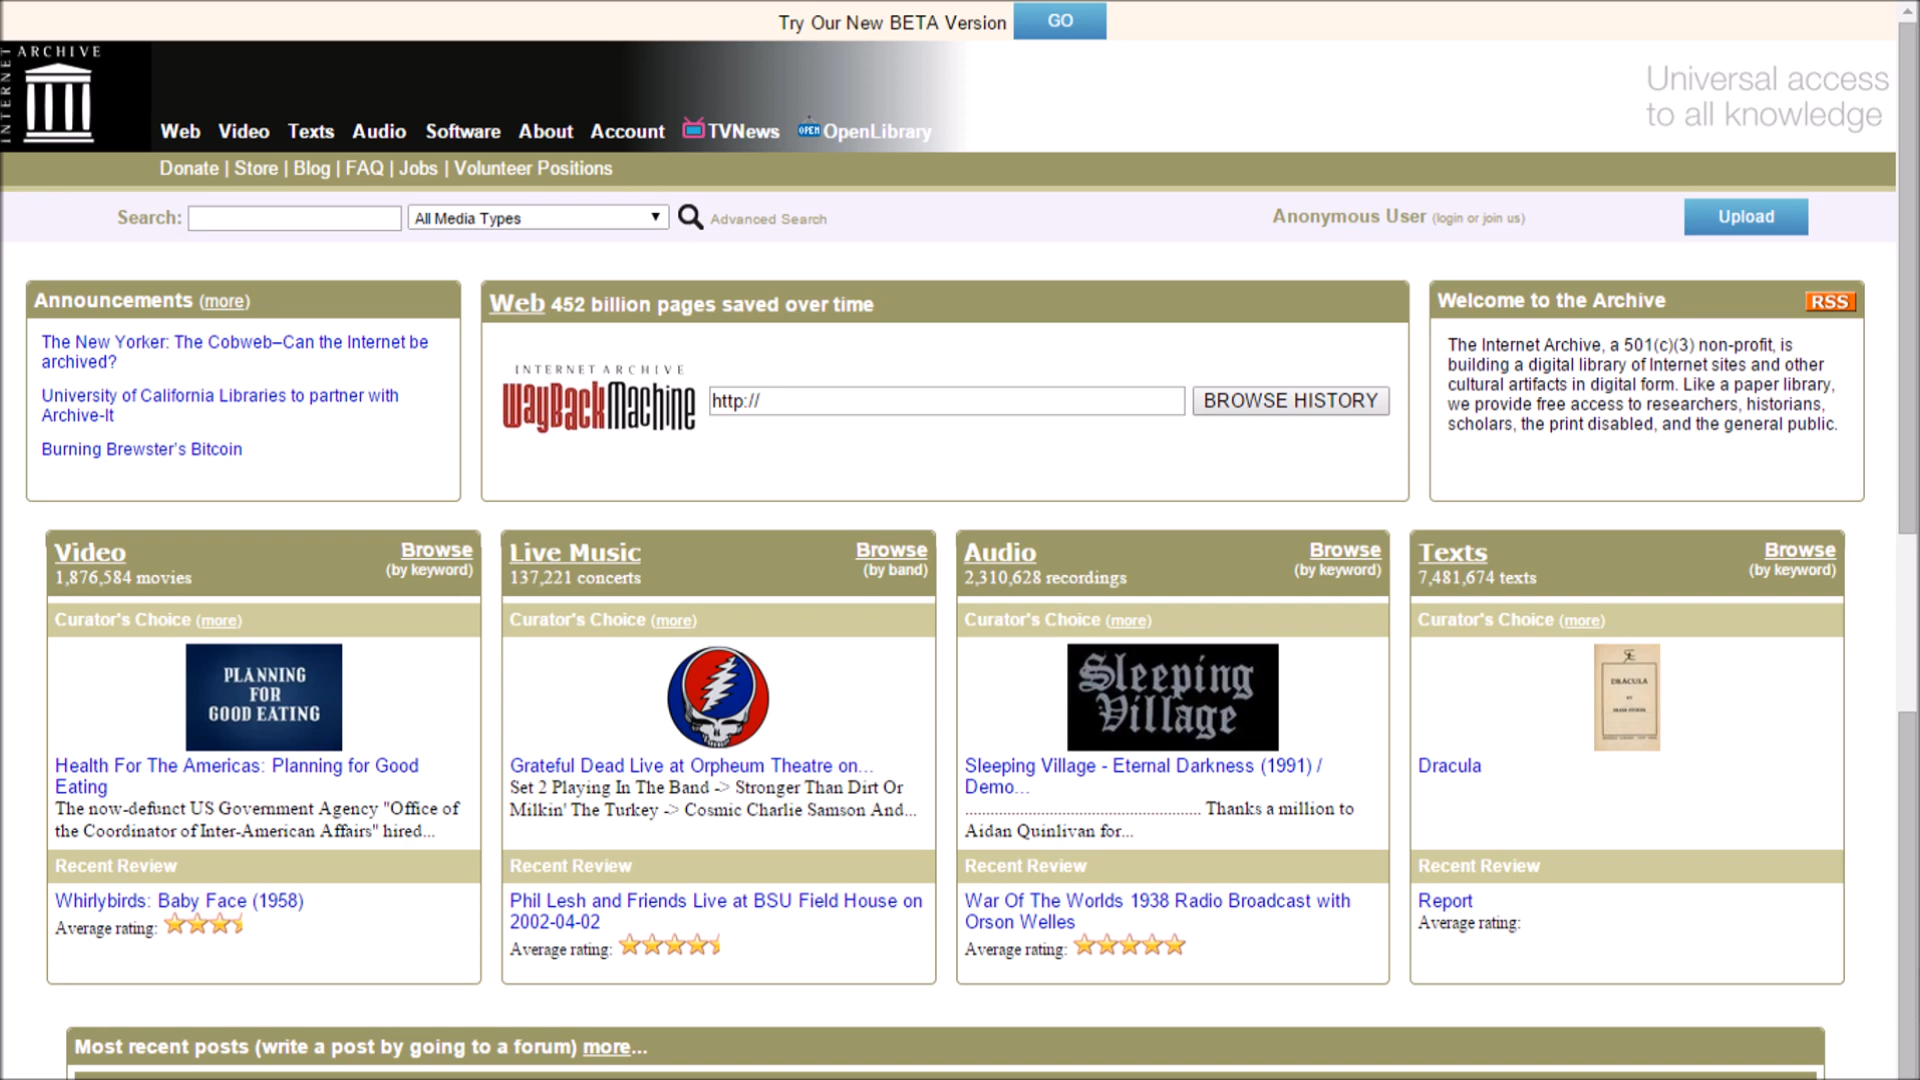 Try Our New BETA Version GO
INTERNET ARCHIVE
Universal access
to all knowledge
Web Video Texts Audio Software About Account TVNews OPEN OpenLibrary
Donate | Store | Blog | FAQ | Jobs | Volunteer Positions
Search: All Media Types Advanced Search Anonymous User (login or join us) Upload
Announcements (more)
The New Yorker: The Cobweb–Can the Internet be
archived?
University of California Libraries to partner with
Archive-It
Burning Brewster's Bitcoin
Web 452 billion pages saved over time
INTERNET ARCHIVE
WayBackMachine
http:// BROWSE HISTORY
Welcome to the Archive RSS
The Internet Archive, a 501(c)(3) non-profit, is
building a digital library of Internet sites and other
cultural artifacts in digital form. Like a paper library,
we provide free access to researchers, historians,
scholars, the print disabled, and the general public.
Video Browse
1,876,584 movies (by keyword)
Curator's Choice (more)
PLANNING
FOR
GOOD EATING
Health For The Americas: Planning for Good
Eating
The now-defunct US Government Agency "Office of
the Coordinator of Inter-American Affairs" hired...
Recent Review
Whirlybirds: Baby Face (1958)
Average rating:
Live Music Browse
137,221 concerts (by band)
Curator's Choice (more)
Grateful Dead Live at Orpheum Theatre on...
Set 2 Playing In The Band -> Stronger Than Dirt Or
Milkin' The Turkey -> Cosmic Charlie Samson And...
Recent Review
Phil Lesh and Friends Live at BSU Field House on
2002-04-02
Average rating:
Audio Browse
2,310,628 recordings (by keyword)
Curator's Choice (more)
Sleeping
Village
Sleeping Village - Eternal Darkness (1991) /
Demo...
.................................................... Thanks a million to
Aidan Quinlivan for...
Recent Review
War Of The Worlds 1938 Radio Broadcast with
Orson Welles
Average rating:
Texts Browse
7,481,674 texts (by keyword)
Curator's Choice (more)
DRACULA
BY
BRAM STOKER
Dracula
Recent Review
Report
Average rating:
Most recent posts (write a post by going to a forum) more...